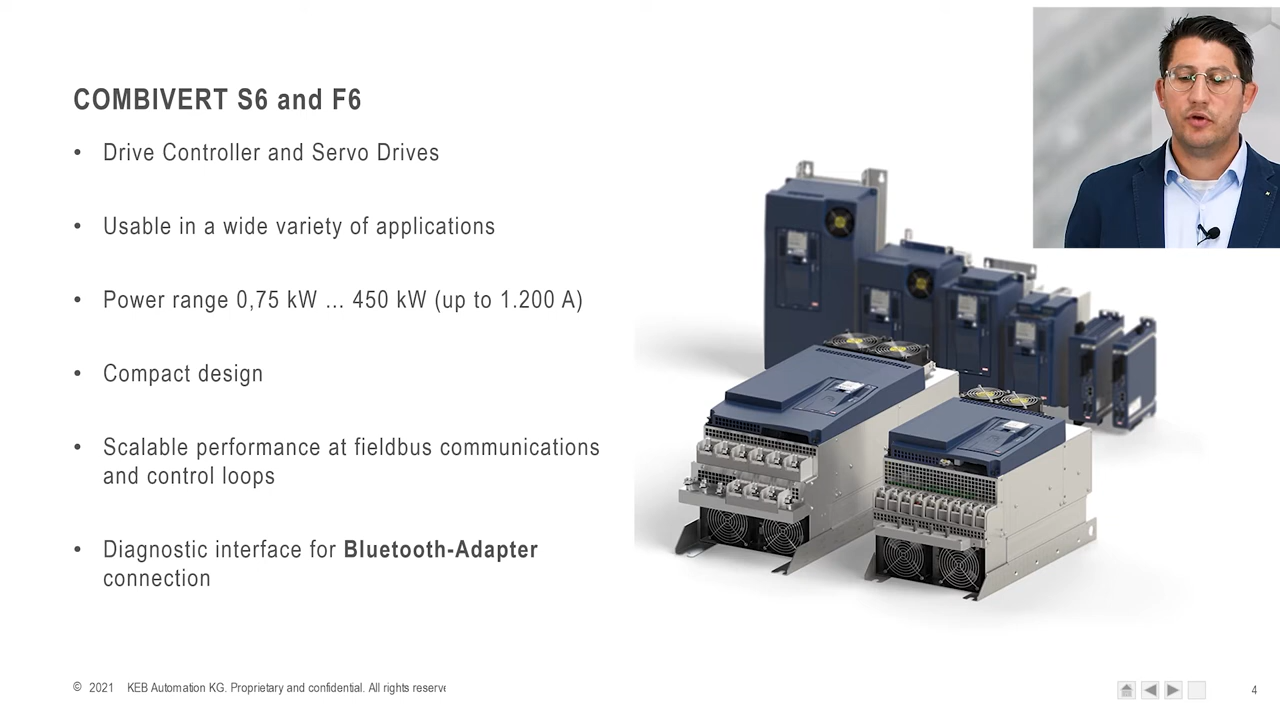 COMBIVERT S6 and F6
• Drive Controller and Servo Drives
• Usable in a wide variety of applications
• Power range 0,75 kW ... 450 kW (up to 1.200 A)
• Compact design
• Scalable performance at fieldbus communications
and control loops
• Diagnostic interface for Bluetooth-Adapter
connection
© 2021 KEB Automation KG. Proprietary and confidential. All rights reserve
4